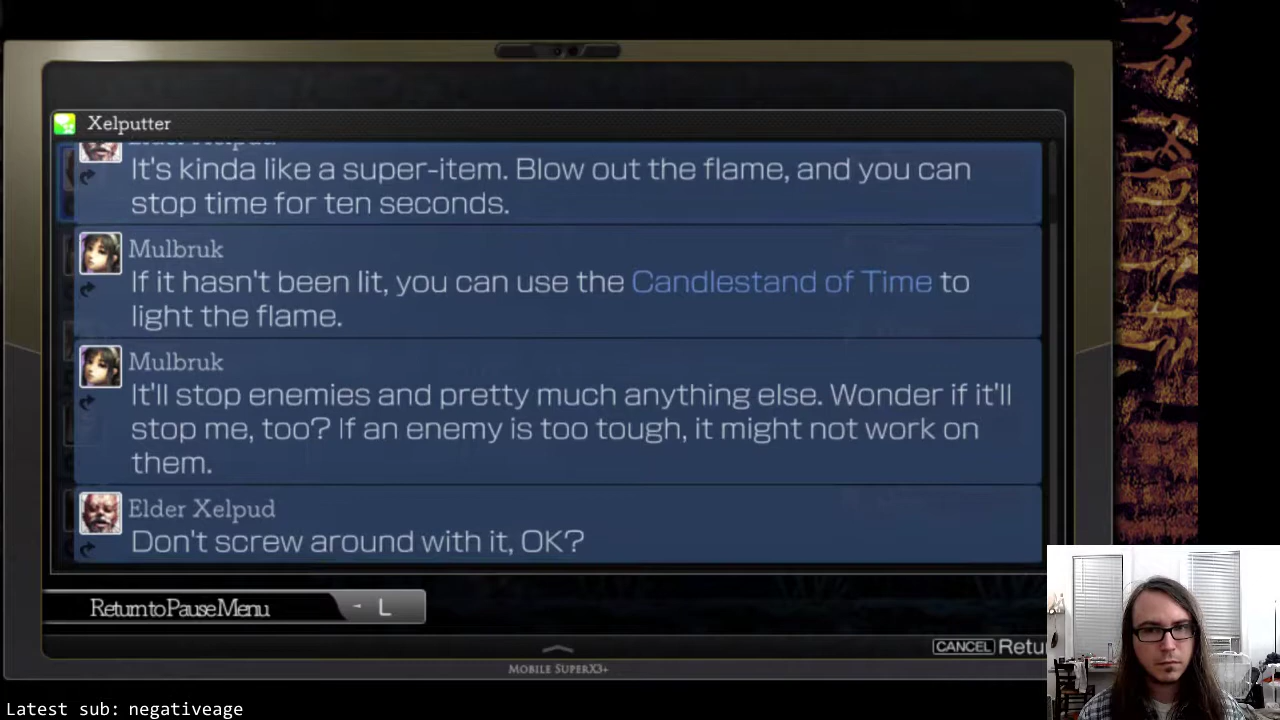 Xelputter
Elder Xelpud
It's kinda like a super-item. Blow out the flame, and you can
stop time for ten seconds.
Mulbruk
If it hasn't been lit, you can use the Candlestand of Time to
light the flame.
Mulbruk
It'll stop enemies and pretty much anything else. Wonder if it'll
stop me, too? If an enemy is too tough, it might not work on
them.
Elder Xelpud
Don't screw around with it, OK?
Return to Pause Menu
L
CANCEL Retu
MOBILE SUPERX3+
Latest sub: negativeage